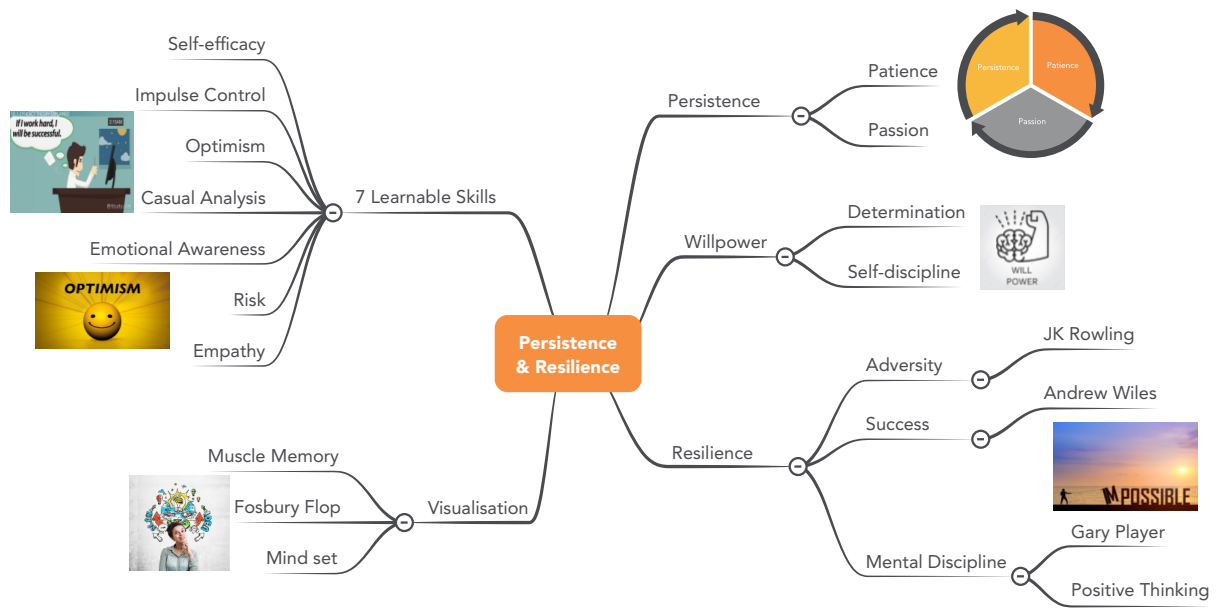 Self-efficacy
Impulse Control
Optimism
Casual Analysis
Emotional Awareness
Risk
Empathy
7 Learnable Skills
If I work hard, I
will be successful.
OPTIMISM
Muscle Memory
Fosbury Flop
Mind set
Visualisation
Persistence
& Resilience
Persistence
Patience
Passion
Persistence
Patience
Passion
Willpower
Determination
Self-discipline
WILL
POWER
Resilience
Adversity
JK Rowling
Success
Andrew Wiles
IMPOSSIBLE
Mental Discipline
Gary Player
Positive Thinking